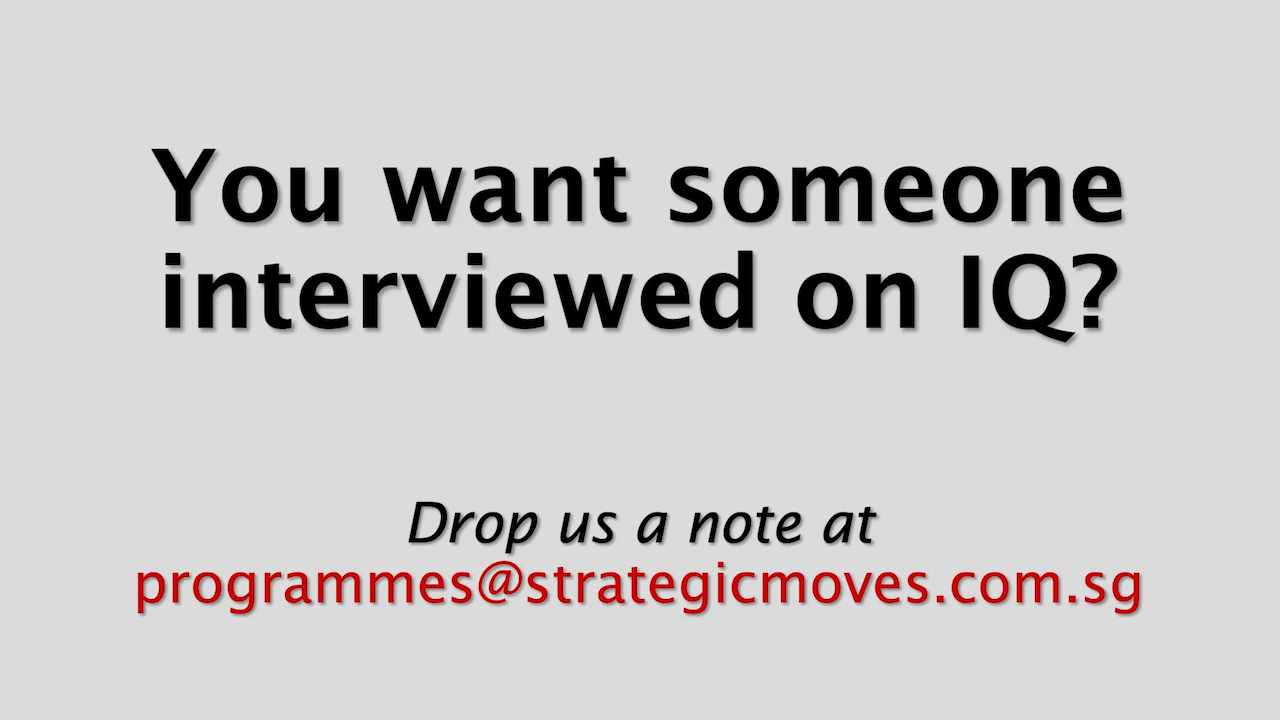 You want someone
interviewed on IQ?
Drop us a note at
programmes@strategicmoves.com.sg